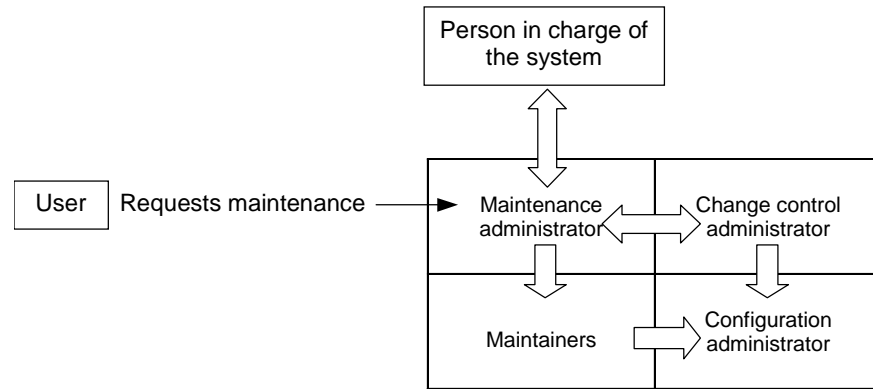 Person in charge of
the system
User
Requests maintenance
Maintenance
administrator
Change control
administrator
Maintainers
Configuration
administrator